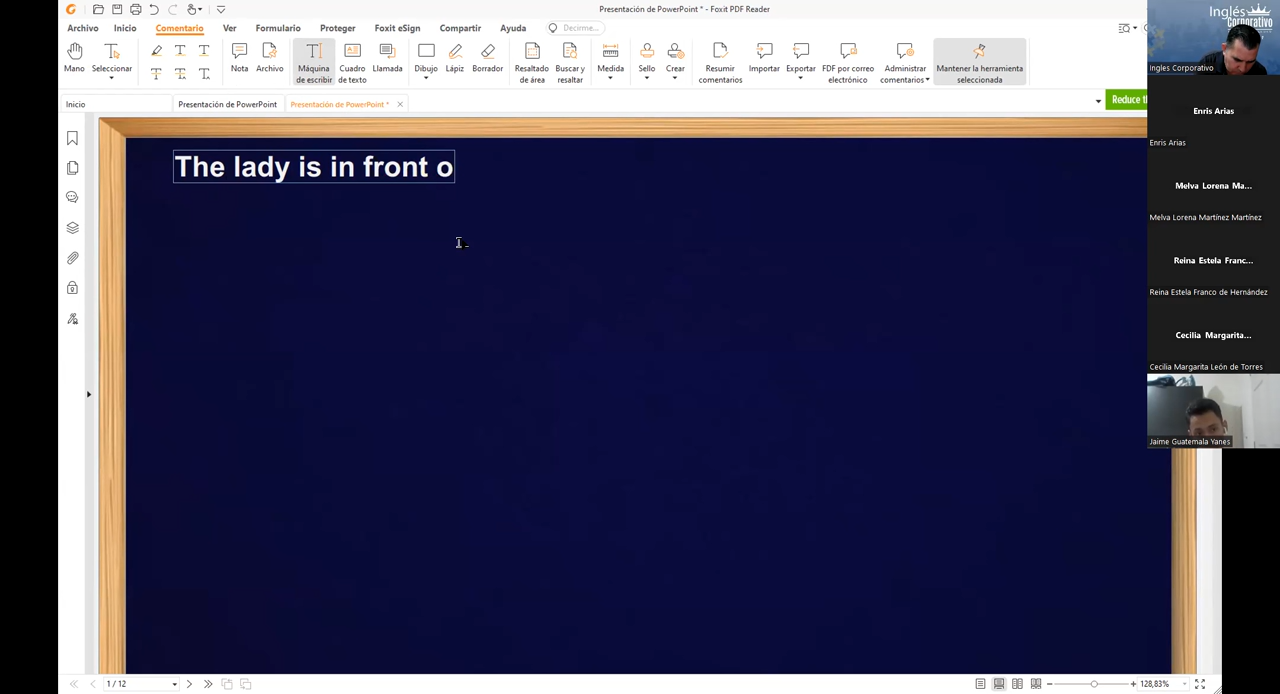 Presentación de PowerPoint * - Foxit PDF Reader
Archivo Inicio Comentario Ver Formulario Proteger Foxit eSign Compartir Ayuda Decirme...
Mano
Seleccionar
Nota
Archivo
Máquina de escribir
Cuadro de texto
Llamada
Dibujo
Lápiz
Borrador
Resaltado de área
Buscar y resaltar
Medida
Sello
Crear
Resumir comentarios
Importar
Exportar
FDF por correo electrónico
Administrar comentarios
Mantener la herramienta seleccionada
Inicio
Presentación de PowerPoint
Presentación de PowerPoint *
Reduce th
The lady is in front o
Inglés
Corporativo
Ingles Corporativo
Enris Arias
Enris Arias
Melva Lorena Ma...
Melva Lorena Martínez Martínez
Reina Estela Franc...
Reina Estela Franco de Hernández
Cecilia Margarita...
Cecilia Margarita León de Torres
Jaime Guatemala Yanes
1 / 12
128,83%